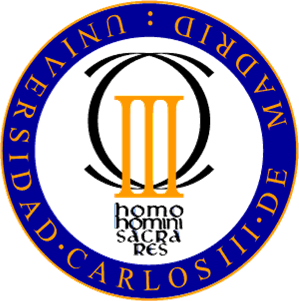 : UNIVERSIDAD · CARLOS III · DE MADRID
III
homo
homini
sacra
res